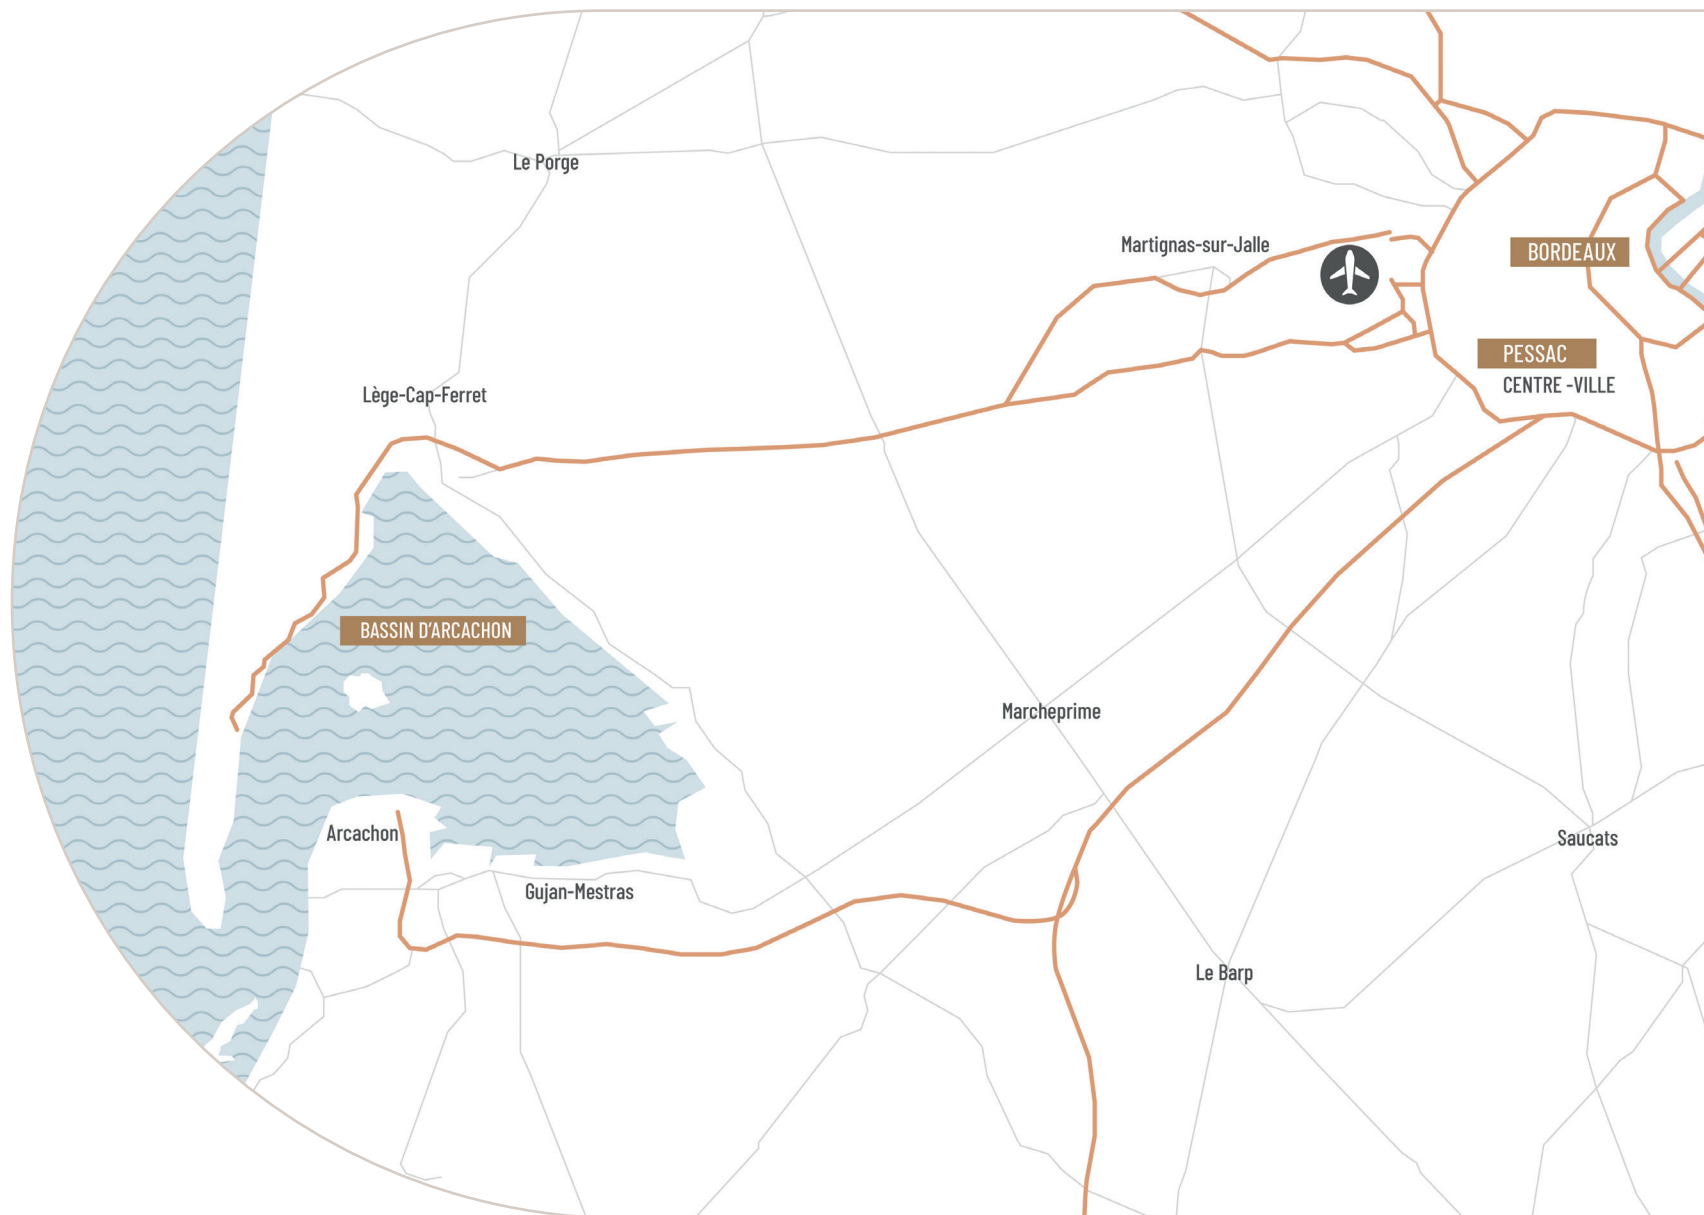 Le Porge
Martignas-sur-Jalle
BORDEAUX
PESSAC
CENTRE -VILLE
Lège-Cap-Ferret
BASSIN D'ARCACHON
Marcheprime
Arcachon
Saucats
Gujan-Mestras
Le Barp